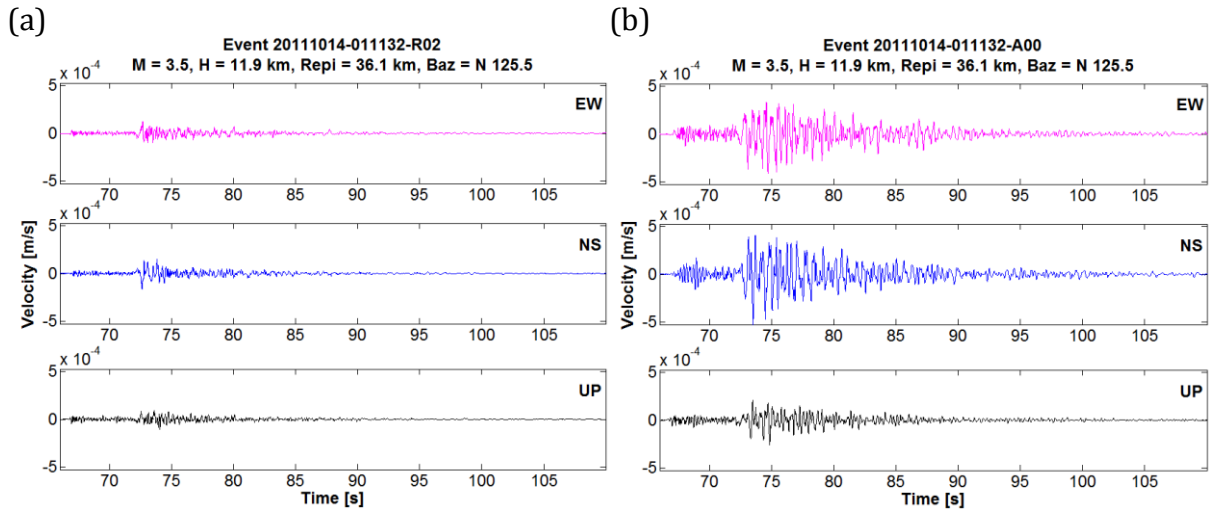 (a)
Event 20111014-011132-R02
M = 3.5, H = 11.9 km, Repi = 36.1 km, Baz = N 125.5
x 10⁻⁴
5
0
-5
EW
70 75 80 85 90 95 100 105
x 10⁻⁴
5
0
-5
NS
70 75 80 85 90 95 100 105
Velocity [m/s]
x 10⁻⁴
5
0
-5
UP
70 75 80 85 90 95 100 105
Time [s]
(b)
Event 20111014-011132-A00
M = 3.5, H = 11.9 km, Repi = 36.1 km, Baz = N 125.5
x 10⁻⁴
5
0
-5
EW
70 75 80 85 90 95 100 105
x 10⁻⁴
5
0
-5
NS
70 75 80 85 90 95 100 105
Velocity [m/s]
x 10⁻⁴
5
0
-5
UP
70 75 80 85 90 95 100 105
Time [s]